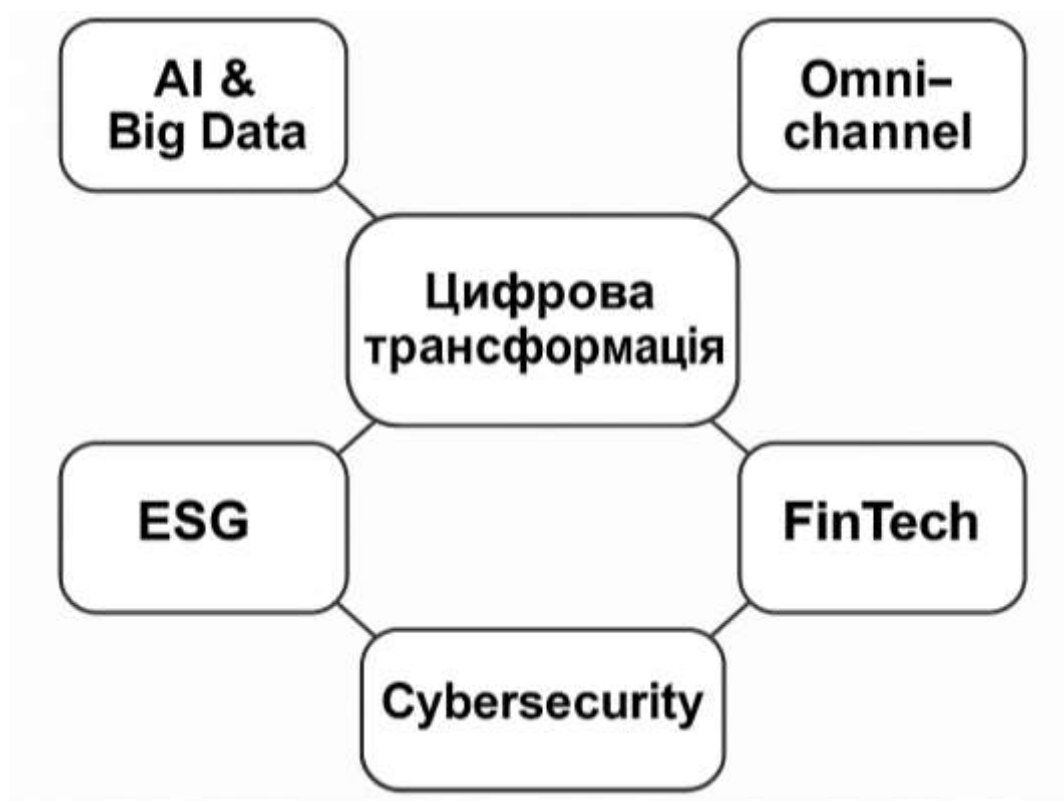 AI &
Big Data
Omni–
channel
Цифрова
трансформація
ESG
FinTech
Cybersecurity